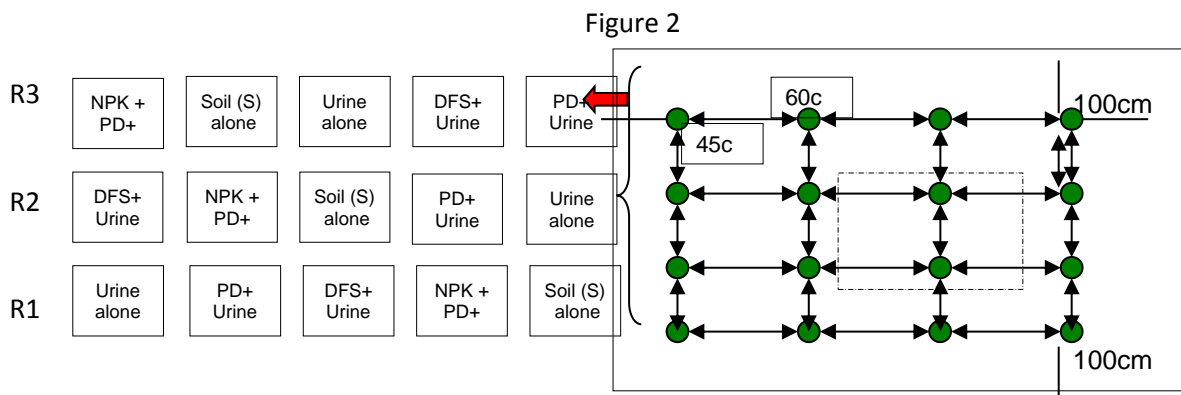 Figure 2
R3
NPK +
PD+
Soil (S)
alone
Urine
alone
DFS+
Urine
PD+
Urine
R2
DFS+
Urine
NPK +
PD+
Soil (S)
alone
PD+
Urine
Urine
alone
R1
Urine
alone
PD+
Urine
DFS+
Urine
NPK +
PD+
Soil (S)
alone
60c
100cm
45c
100cm